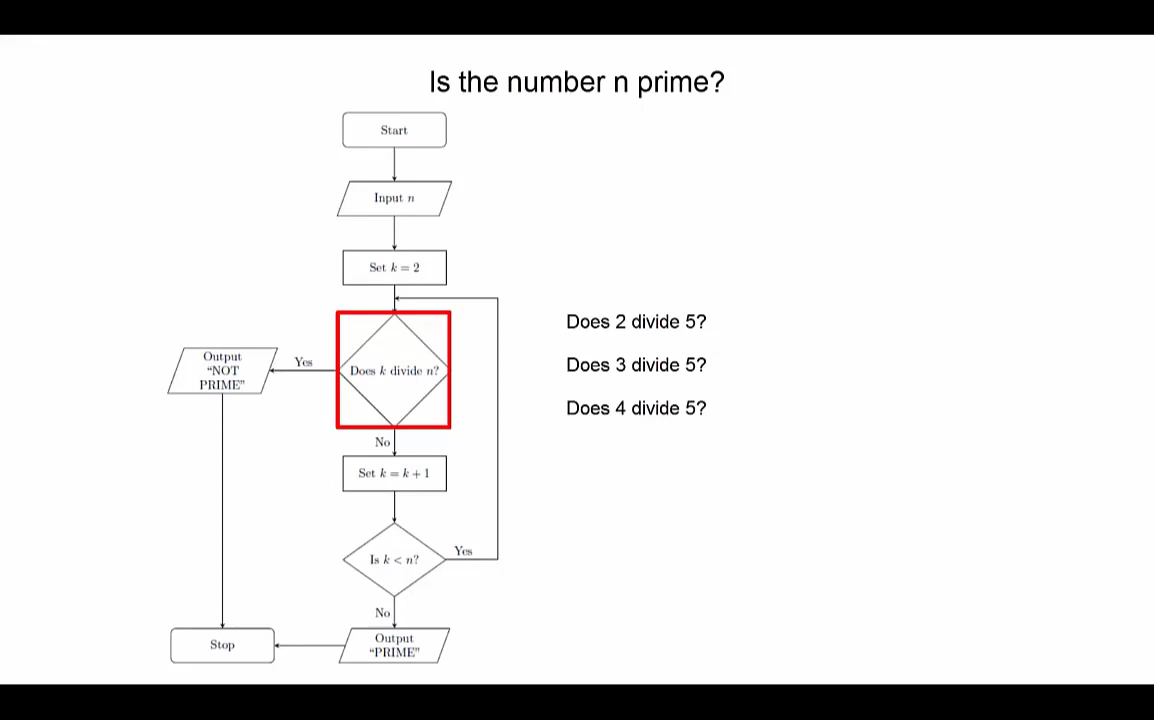 Is the number n prime?
Start
Input n
Set k = 2
Does 2 divide 5?
Does 3 divide 5?
Does 4 divide 5?
Output
“NOT
PRIME”
Yes
Does k divide n?
No
Set k = k + 1
Is k < n?
Yes
No
Output
“PRIME”
Stop